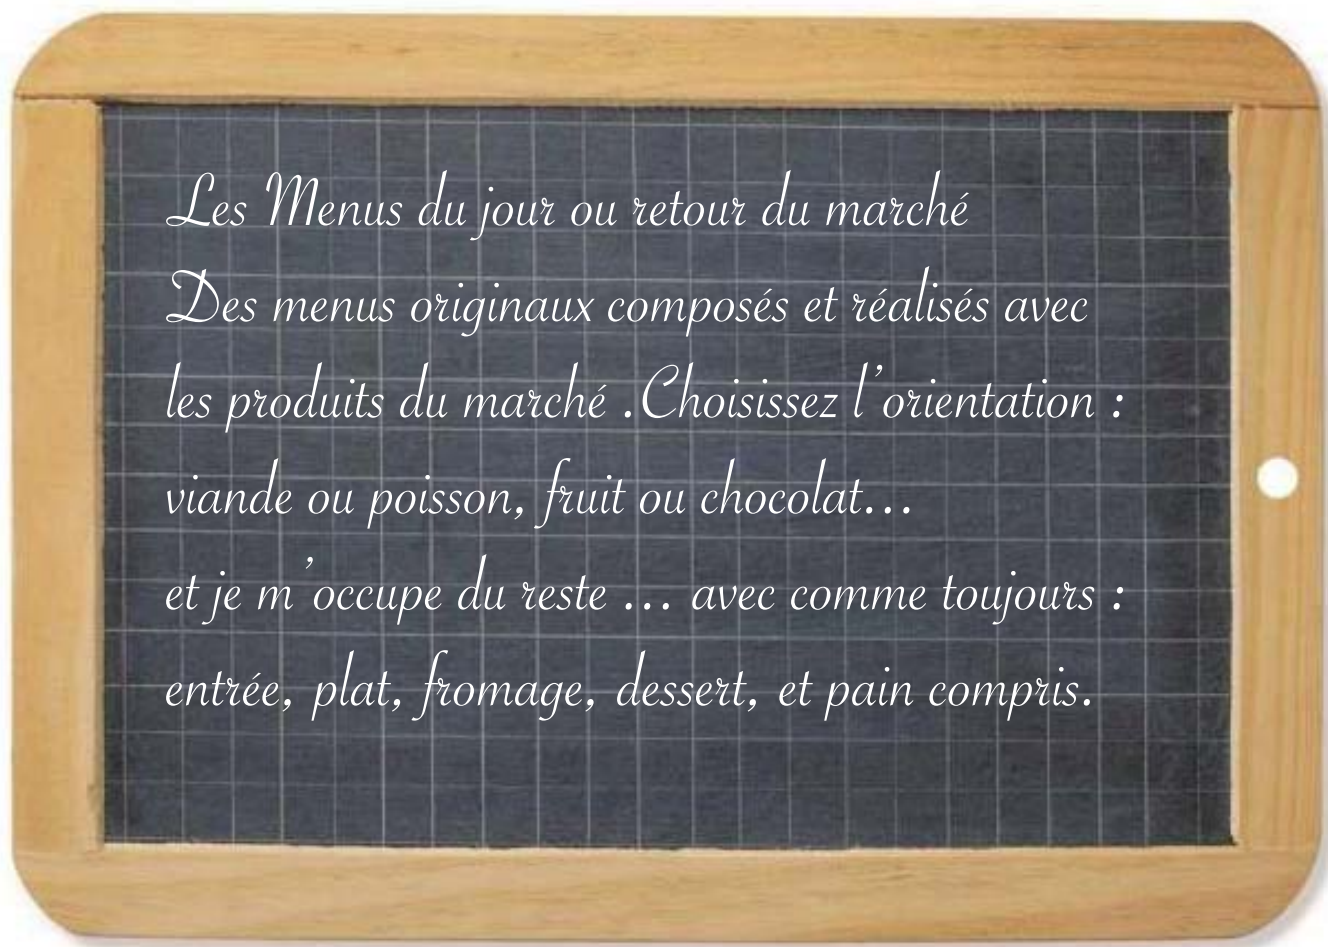 Les Menus du jour ou retour du marché
Des menus originaux composés et réalisés avec
les produits du marché .Choisissez l’orientation :
viande ou poisson, fruit ou chocolat...
et je m’occupe du reste ... avec comme toujours :
entrée, plat, fromage, dessert, et pain compris.